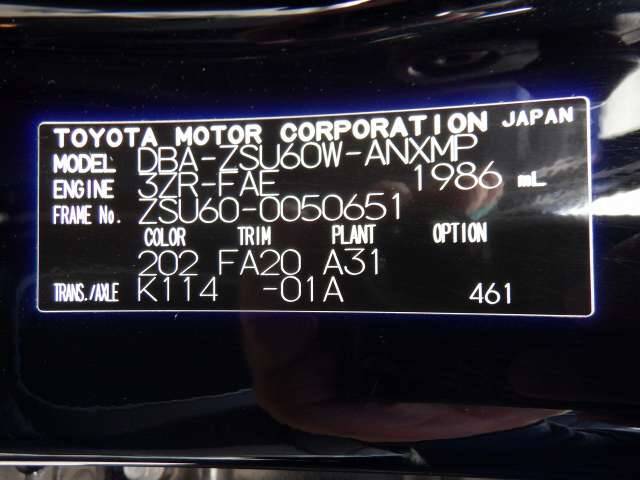 TOYOTA MOTOR CORPORATION JAPAN
MODEL DBA-ZSU60W-ANXMP
ENGINE 3ZR-FAE 1986 mL
FRAME No. ZSU60-0050651
COLOR TRIM PLANT OPTION
202 FA20 A31
TRANS./AXLE K114 -01A 461